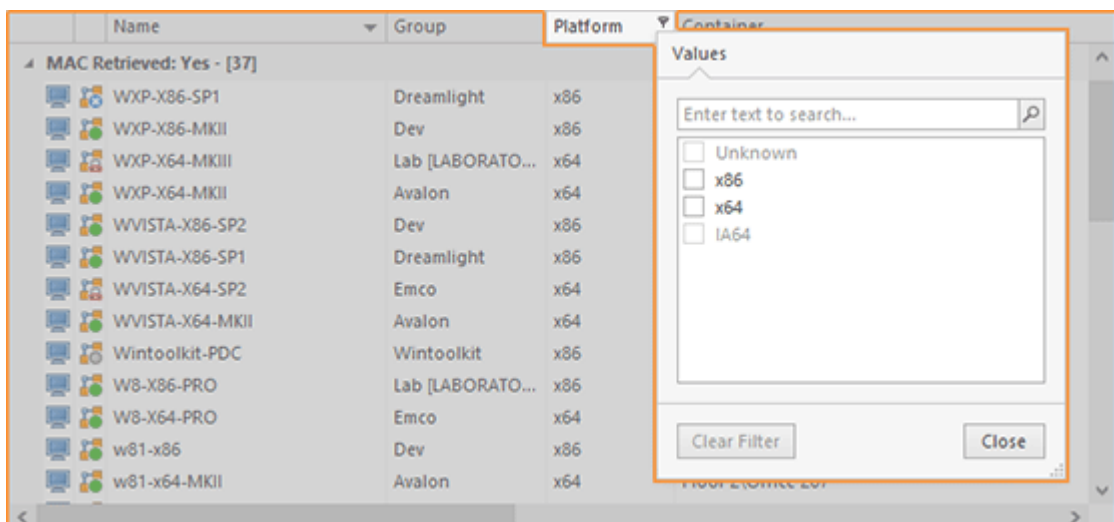 Name Group Platform Container
Values
MAC Retrieved: Yes - [37]
WXP-X86-SP1 Dreamlight x86
Enter text to search...
WXP-X86-MKII Dev x86
Unknown
WXP-X64-MKIII Lab [LABORATO... x64
x86
WXP-X64-MKII Avalon x64
x64
WVISTA-X86-SP2 Dev x86
IA64
WVISTA-X86-SP1 Dreamlight x86
WVISTA-X64-SP2 Emco x64
WVISTA-X64-MKII Avalon x64
Wintoolkit-PDC Wintoolkit x86
W8-X86-PRO Lab [LABORATO... x86
W8-X64-PRO Emco x64
Clear Filter Close
w81-x86 Dev x86
w81-x64-MKII Avalon x64